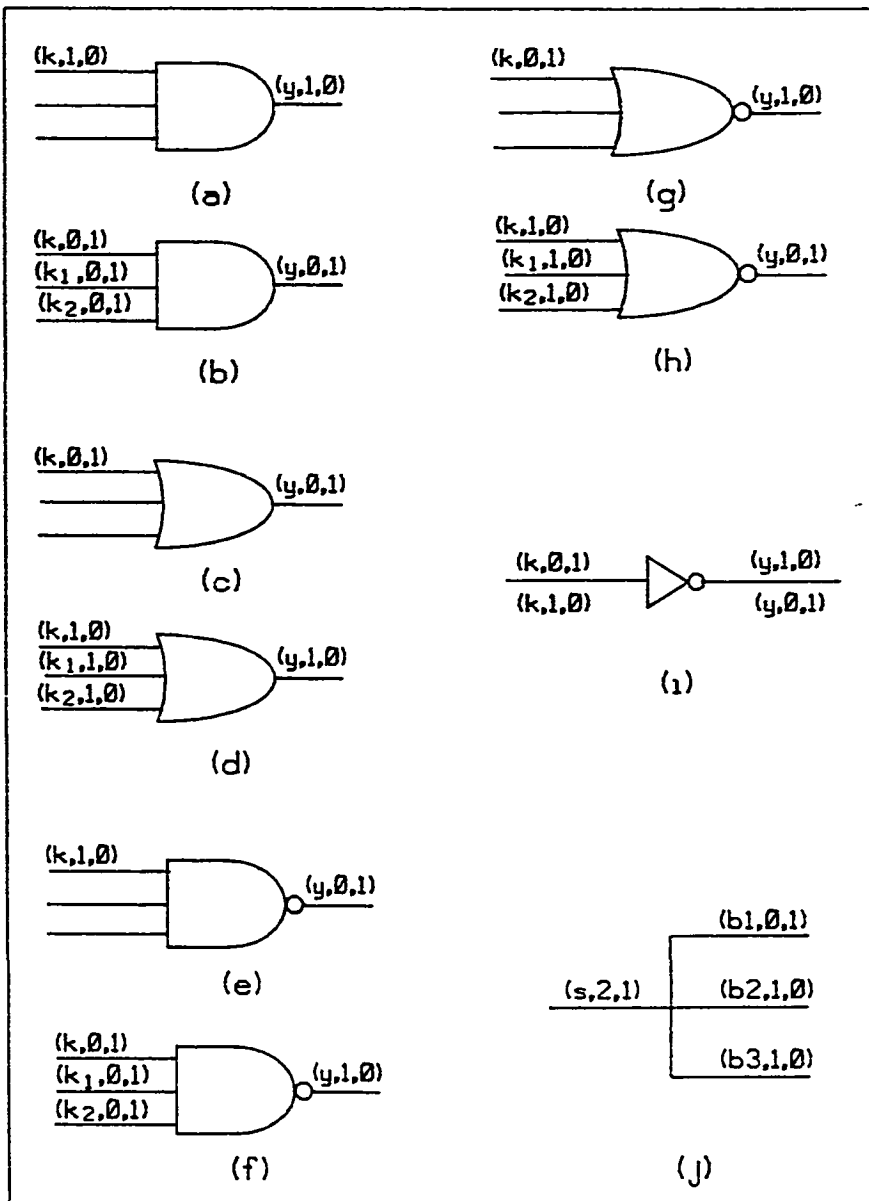 (k,1,0)
(y,1,0)
(a)
(k,0,1)
(k1,0,1)
(k2,0,1)
(y,0,1)
(b)
(k,0,1)
(y,0,1)
(c)
(k,1,0)
(k1,1,0)
(k2,1,0)
(y,1,0)
(d)
(k,1,0)
(y,0,1)
(e)
(k,0,1)
(k1,0,1)
(k2,0,1)
(y,1,0)
(f)
(k,0,1)
(y,1,0)
(g)
(k,1,0)
(k1,1,0)
(k2,1,0)
(y,0,1)
(h)
(k,0,1)
(y,1,0)
(k,1,0)
(y,0,1)
(i)
(b1,0,1)
(s,2,1)
(b2,1,0)
(b3,1,0)
(j)